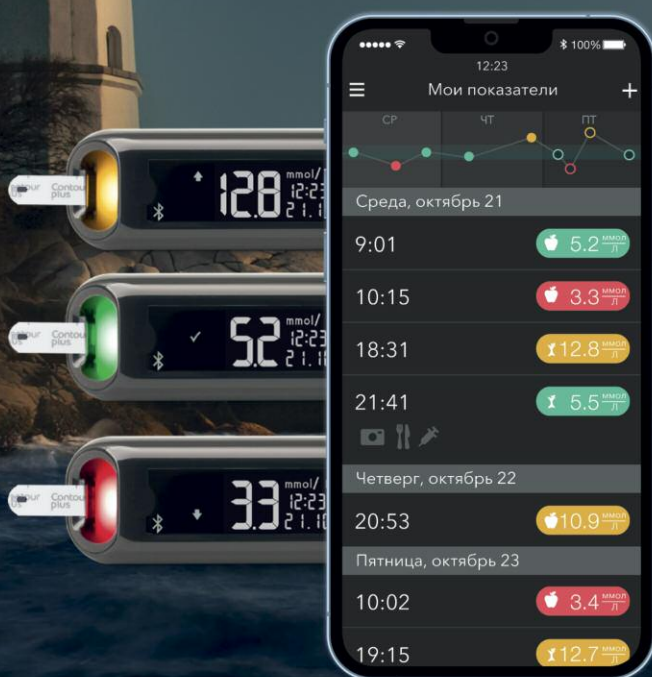 100%
12:23
Мои показатели
СР ЧТ ПТ
Среда, октябрь 21
9:01 5.2 ммол/л
10:15 3.3 ммол/л
18:31 12.8 ммол/л
21:41 5.5 ммол/л
Четверг, октябрь 22
20:53 10.9 ммол/л
Пятница, октябрь 23
10:02 3.4 ммол/л
19:15 12.7 ммол/л
Contour
plus
12.8
mmol/
12:23
Contour
plus
5.2
mmol/
12:23
Contour
plus
3.3
mmol/
12:23